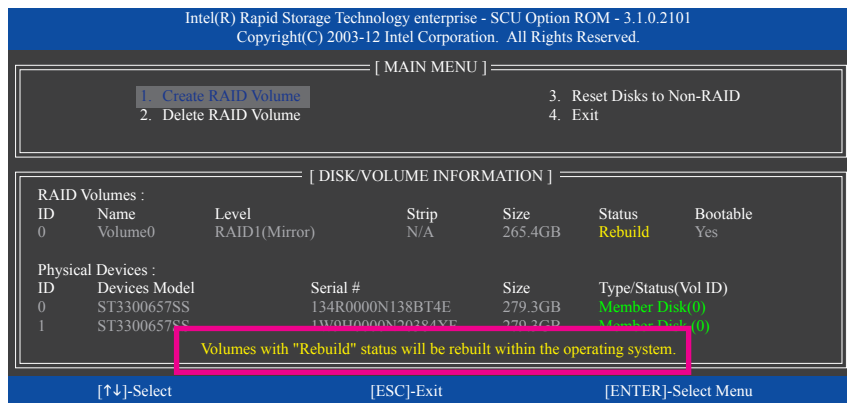 Intel(R) Rapid Storage Technology enterprise - SCU Option ROM - 3.1.0.2101
Copyright(C) 2003-12 Intel Corporation. All Rights Reserved.
[ MAIN MENU ]
1. Create RAID Volume 3. Reset Disks to Non-RAID
2. Delete RAID Volume 4. Exit
[ DISK/VOLUME INFORMATION ]
RAID Volumes :
ID Name Level Strip Size Status Bootable
0 Volume0 RAID1(Mirror) N/A 265.4GB Rebuild Yes
Physical Devices :
ID Devices Model Serial # Size Type/Status(Vol ID)
0 ST3300657SS 134R0000N138BT4E 279.3GB Member Disk(0)
1 ST3300657SS 1W9H0000N20384YF 279.3GB Member Disk (0)
Volumes with "Rebuild" status will be rebuilt within the operating system.
[↑↓]-Select [ESC]-Exit [ENTER]-Select Menu